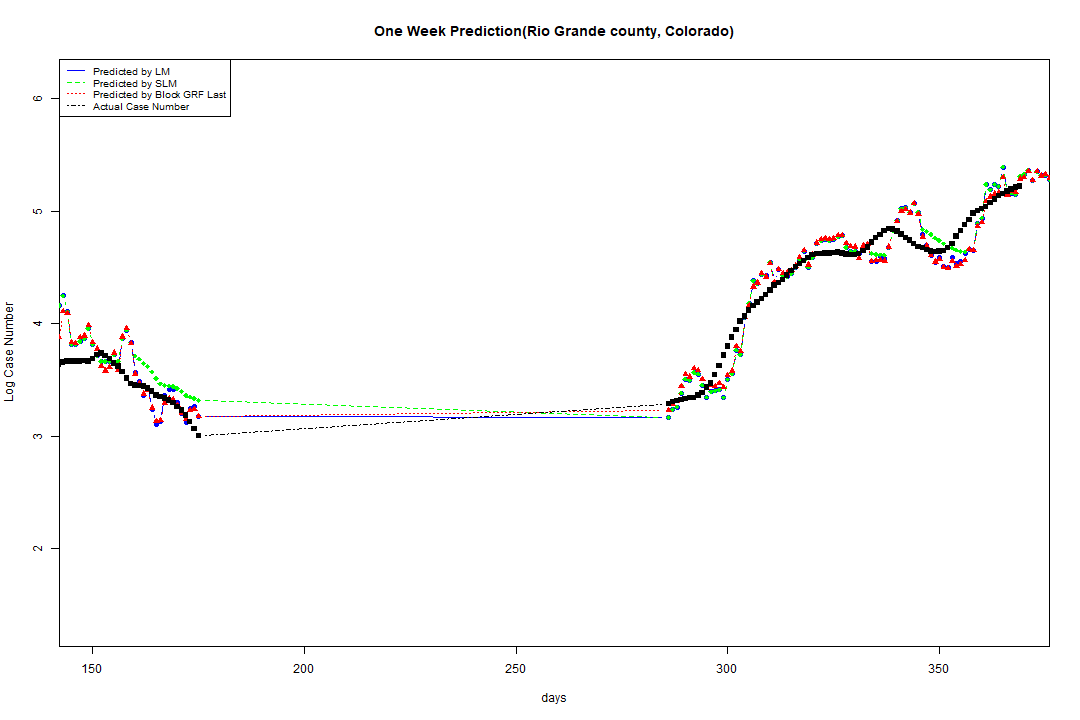 One Week Prediction(Rio Grande county, Colorado)
Predicted by LM
Predicted by SLM
Predicted by Block GRF Last
Actual Case Number
6
5
4
3
2
Log Case Number
150
200
250
300
350
days